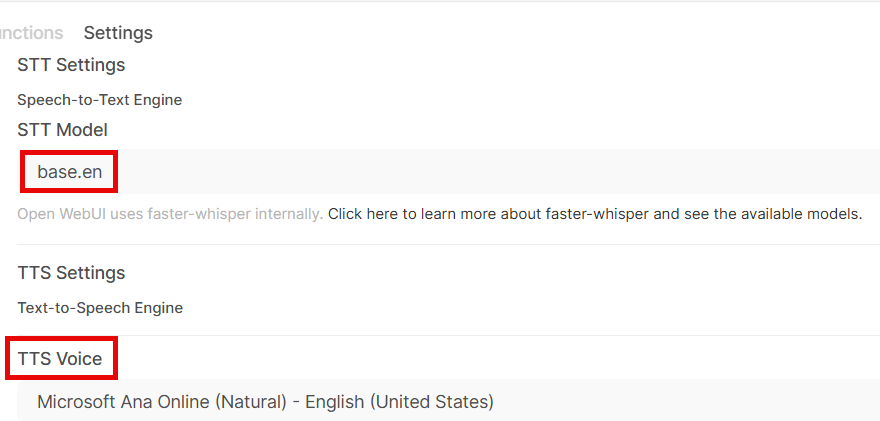 unctions Settings
STT Settings
Speech-to-Text Engine
STT Model
base.en
Open WebUI uses faster-whisper internally. Click here to learn more about faster-whisper and see the available models.
TTS Settings
Text-to-Speech Engine
TTS Voice
Microsoft Ana Online (Natural) - English (United States)